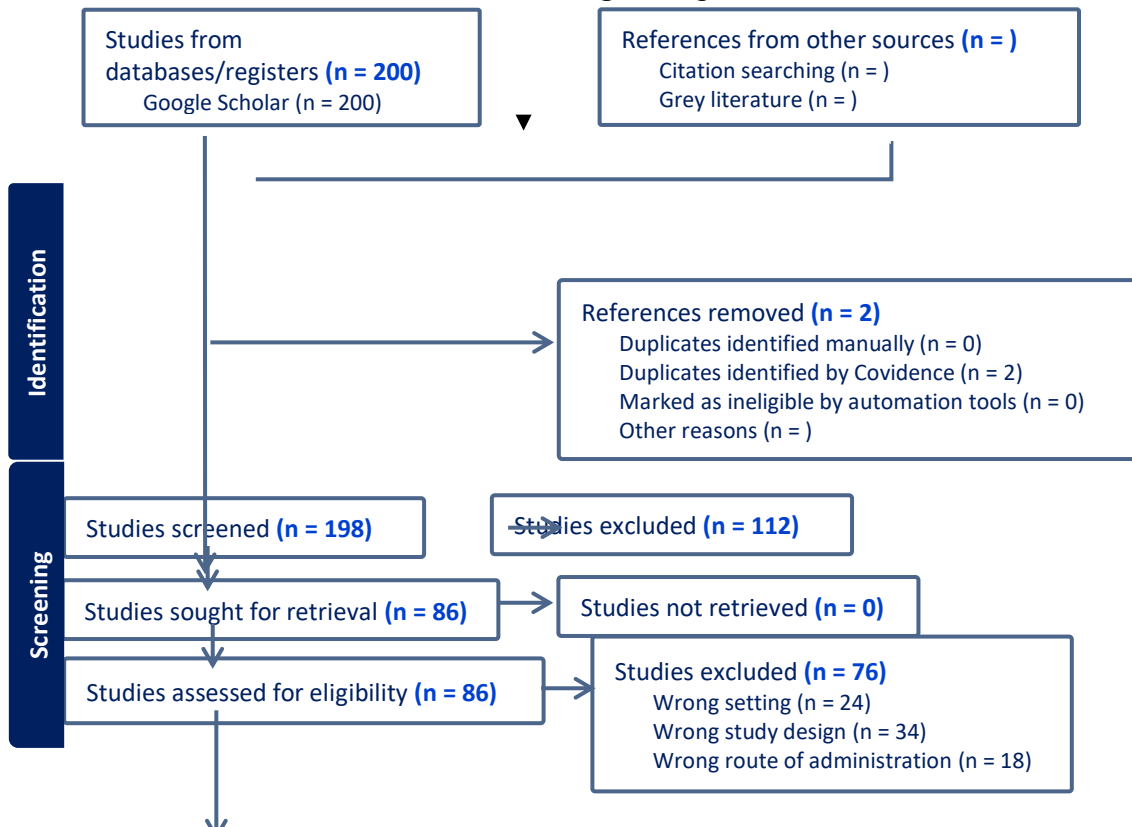 Studies from
databases/registers (n = 200)
Google Scholar (n = 200)
References from other sources (n = )
Citation searching (n = )
Grey literature (n = )
Identification
References removed (n = 2)
Duplicates identified manually (n = 0)
Duplicates identified by Covidence (n = 2)
Marked as ineligible by automation tools (n = 0)
Other reasons (n = )
Screening
Studies screened (n = 198)
Studies excluded (n = 112)
Studies sought for retrieval (n = 86)
Studies not retrieved (n = 0)
Studies assessed for eligibility (n = 86)
Studies excluded (n = 76)
Wrong setting (n = 24)
Wrong study design (n = 34)
Wrong route of administration (n = 18)